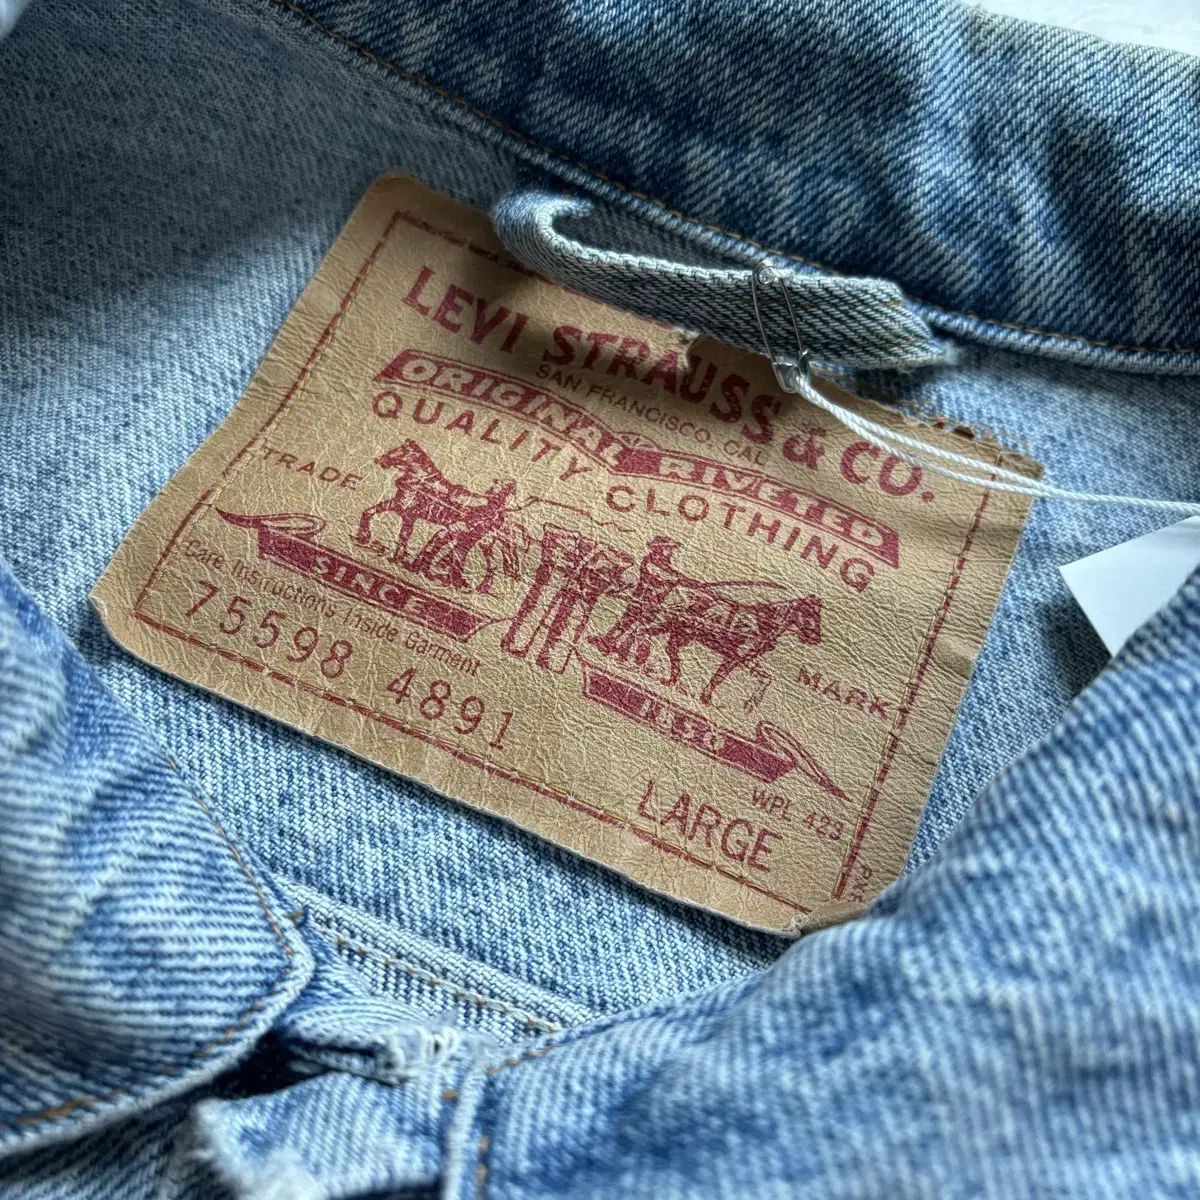 LEVI STRAUSS & CO.
SAN FRANCISCO, CAL
ORIGINAL RIVETED
QUALITY CLOTHING
TRADE MARK
SINCE 1850
Care Instructions Inside Garment
75598 4891
WPL 423
LARGE